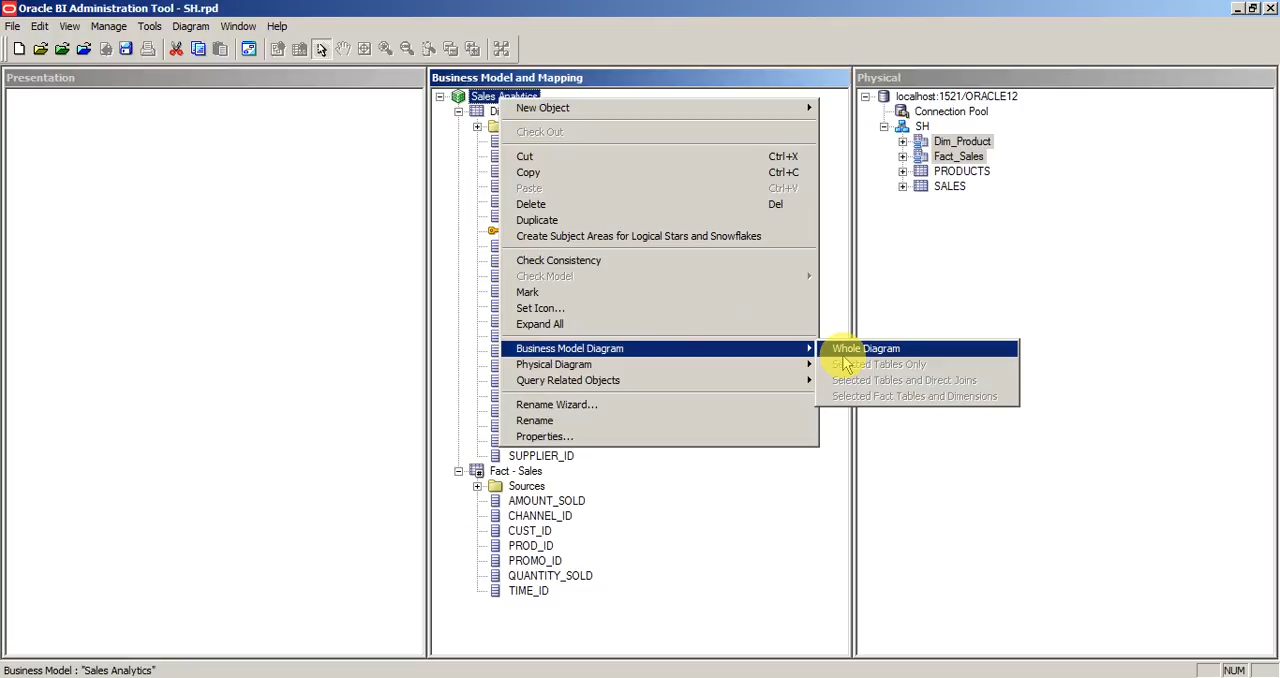 Oracle BI Administration Tool - SH.rpd
File Edit View Manage Tools Diagram Window Help
Presentation
Business Model and Mapping
Sales Analytics
Di
New Object
Check Out
Cut Ctrl+X
Copy Ctrl+C
Paste Ctrl+V
Delete Del
Duplicate
Create Subject Areas for Logical Stars and Snowflakes
Check Consistency
Check Model
Mark
Set Icon...
Expand All
Business Model Diagram
Physical Diagram
Query Related Objects
Rename Wizard...
Rename
Properties...
Whole Diagram
Selected Tables Only
Selected Tables and Direct Joins
Selected Fact Tables and Dimensions
SUPPLIER_ID
Fact - Sales
Sources
AMOUNT_SOLD
CHANNEL_ID
CUST_ID
PROD_ID
PROMO_ID
QUANTITY_SOLD
TIME_ID
Physical
localhost:1521/ORACLE12
Connection Pool
SH
Dim_Product
Fact_Sales
PRODUCTS
SALES
Business Model : "Sales Analytics"
NUM